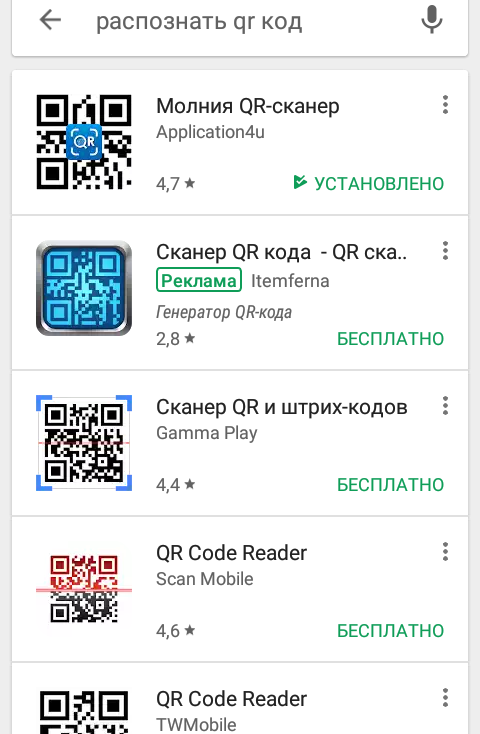 распознать qr код
QR
Молния QR-сканер
Application4u
4,7
УСТАНОВЛЕНО
Сканер QR кода - QR ска..
Реклама Itemferna
Генератор QR-кода
2,8
БЕСПЛАТНО
Сканер QR и штрих-кодов
Gamma Play
4,4
БЕСПЛАТНО
QR Code Reader
Scan Mobile
4,6
БЕСПЛАТНО
QR Code Reader
TWMobile